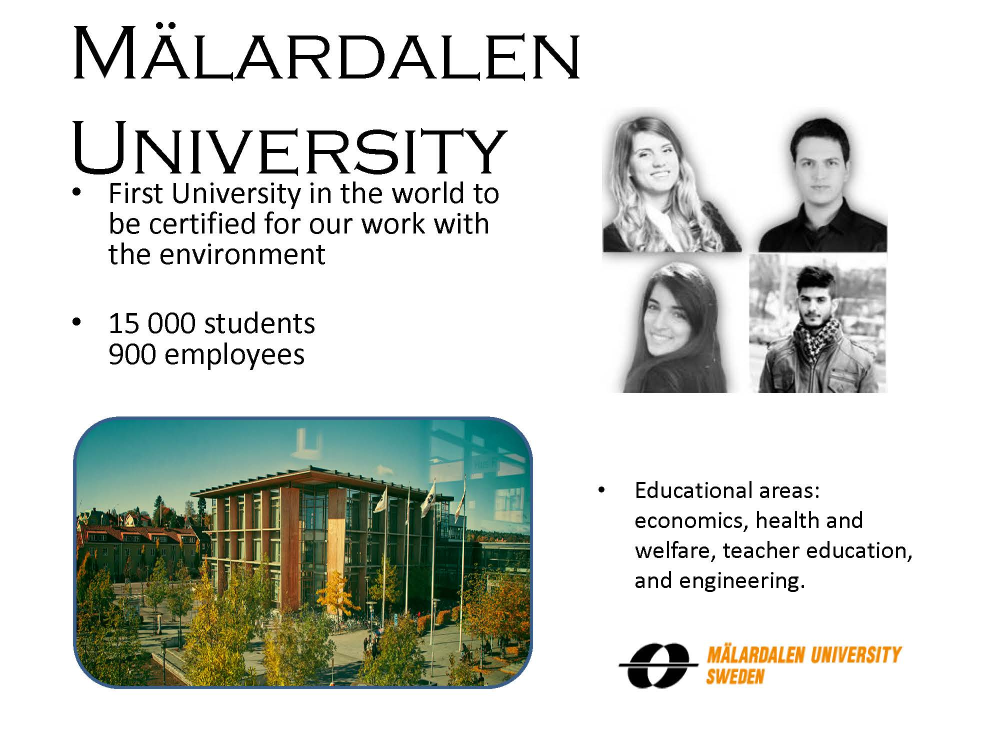 MÄLARDALEN
UNIVERSITY
• First University in the world to
be certified for our work with
the environment
• 15 000 students
900 employees
• Educational areas:
economics, health and
welfare, teacher education,
and engineering.
MÄLARDALEN UNIVERSITY
SWEDEN